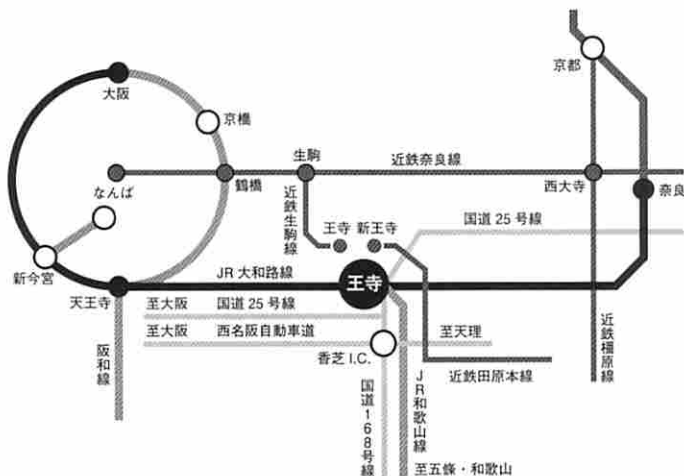 京都
大阪
京橋
生駒
近鉄奈良線
なんば
鶴橋
西大寺
奈良
近鉄生駒線
王寺
新王寺
国道25号線
新今宮
JR大和路線
王寺
天王寺
至大阪
国道25号線
至大阪
西名阪自動車道
至天理
香芝I.C.
阪和線
近鉄橿原線
近鉄田原本線
国道168号線
JR和歌山線
至五條・和歌山